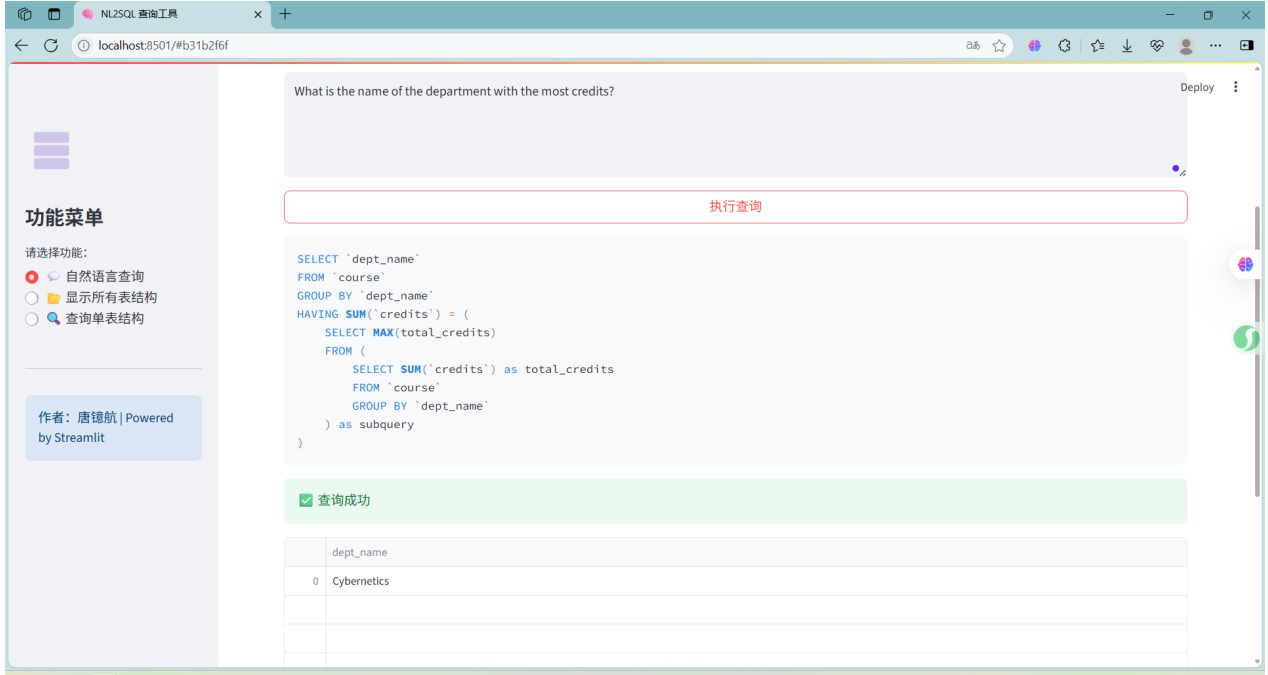 NL2SQL 查询工具
localhost:8501/#b31b2f6f
Deploy
功能菜单
请选择功能:
自然语言查询
显示所有表结构
查询单表结构
作者：唐镜航 | Powered
by Streamlit
What is the name of the department with the most credits?
执行查询
SELECT `dept_name`
FROM `course`
GROUP BY `dept_name`
HAVING SUM(`credits`) = (
    SELECT MAX(total_credits)
    FROM (
        SELECT SUM(`credits`) as total_credits
        FROM `course`
        GROUP BY `dept_name`
    ) as subquery
)
查询成功
dept_name
0 Cybernetics